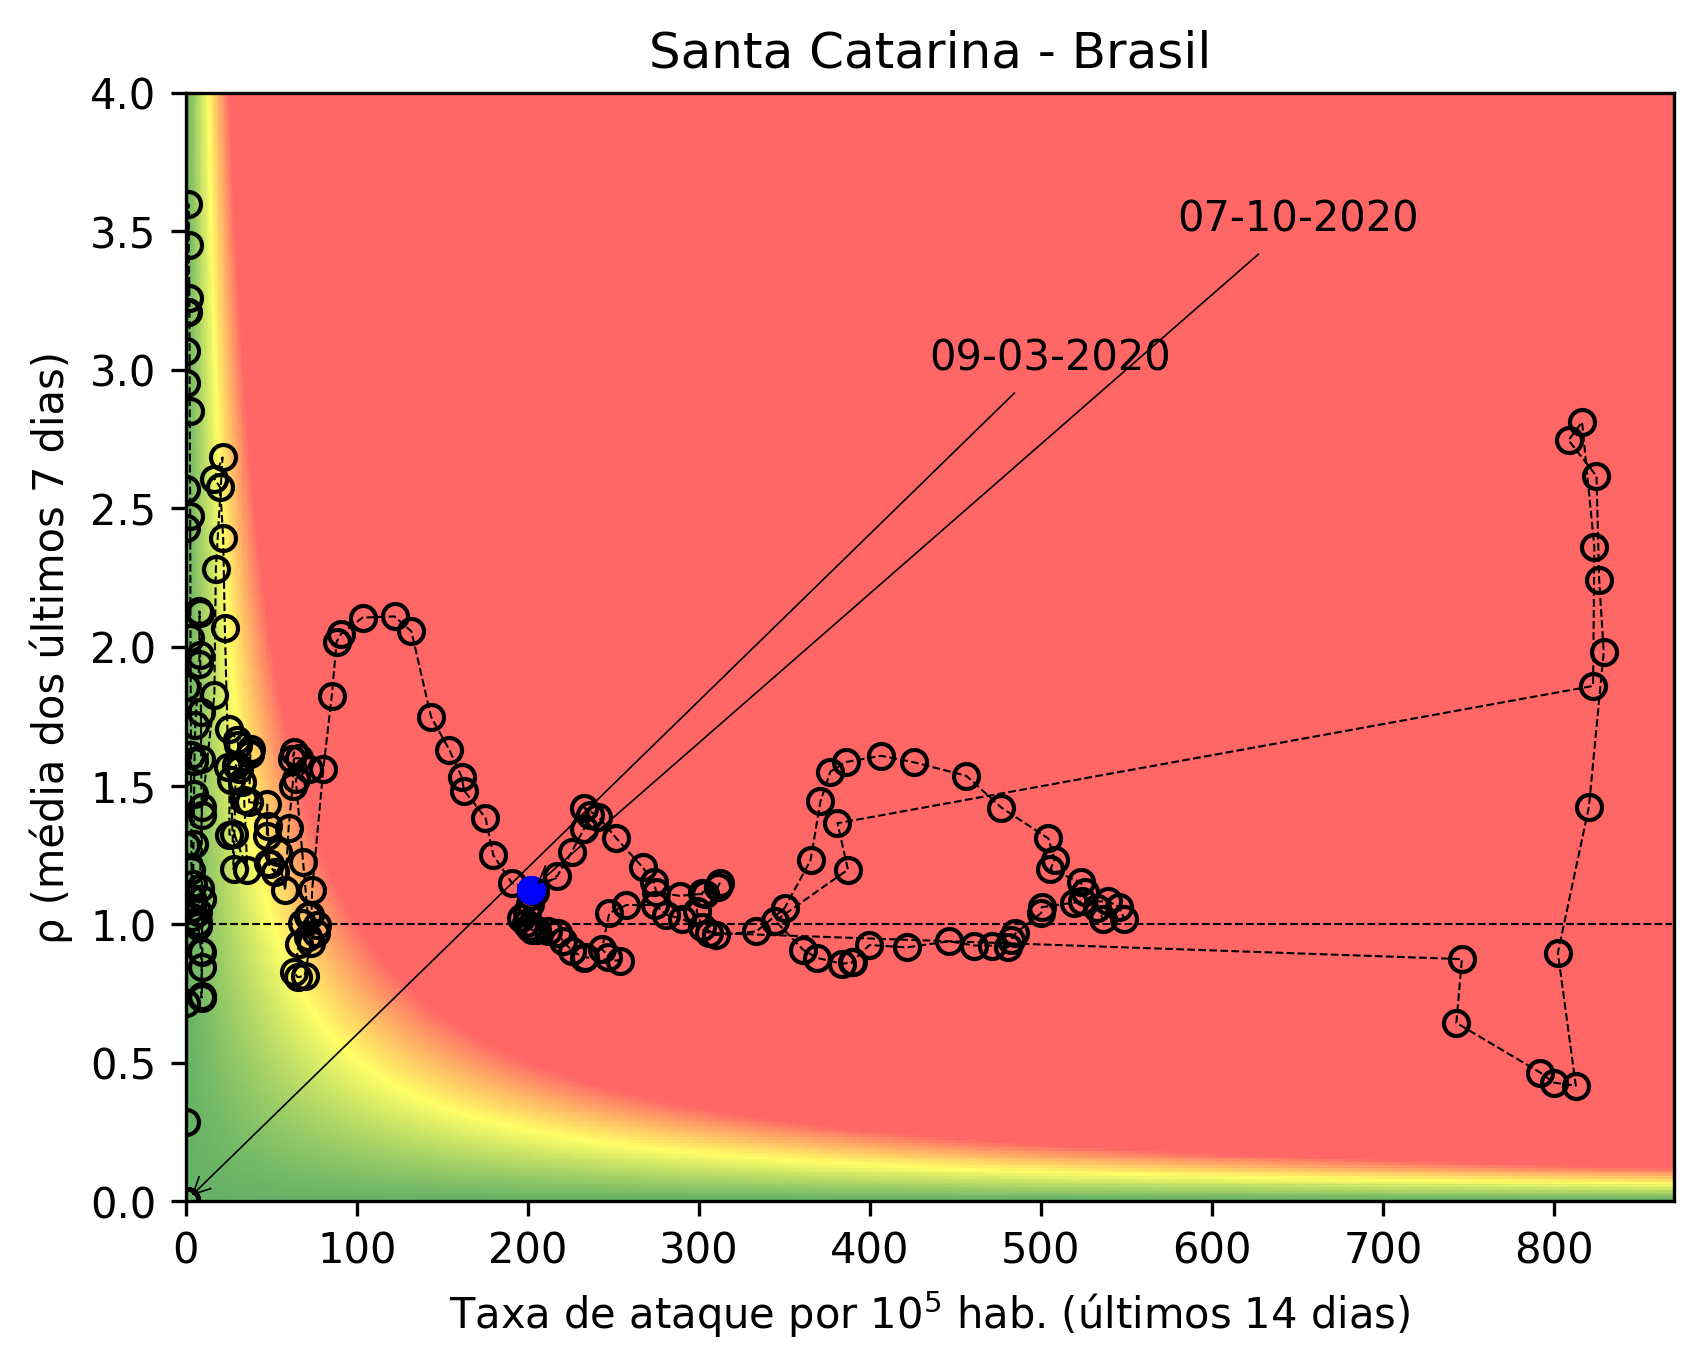 Santa Catarina - Brasil
4.0
3.5
3.0
2.5
2.0
1.5
1.0
0.5
0.0
ρ (média dos últimos 7 dias)
07-10-2020
09-03-2020
0 100 200 300 400 500 600 700 800
Taxa de ataque por 10⁵ hab. (últimos 14 dias)